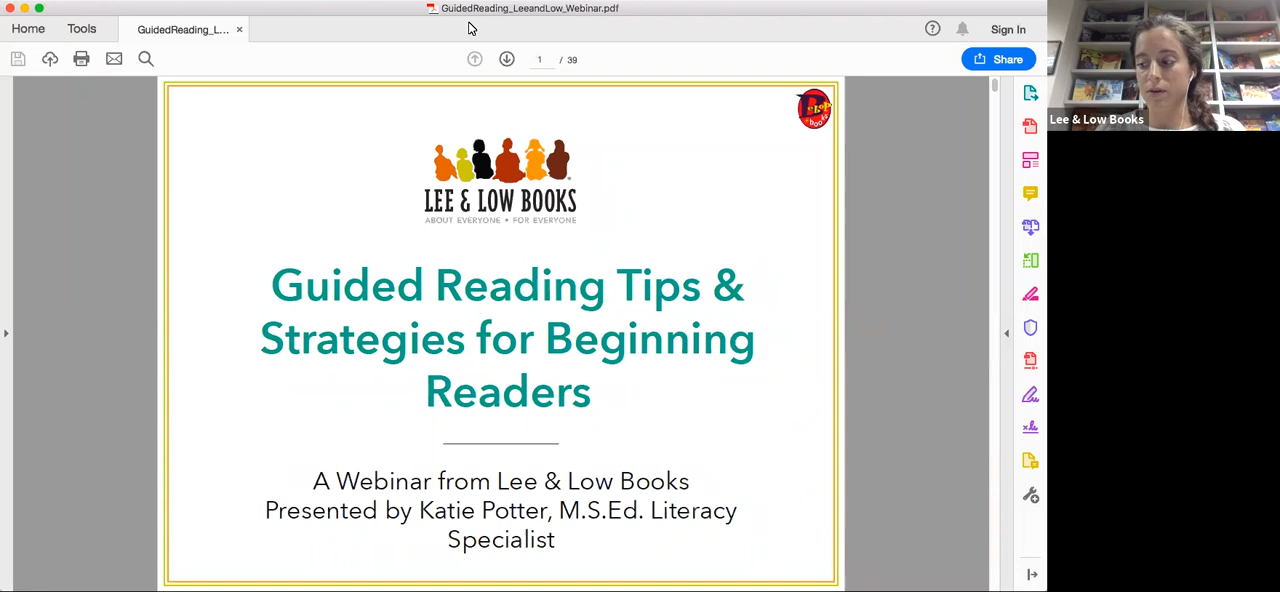 GuidedReading_LeeandLow_Webinar.pdf
Home
Tools
GuidedReading_L...
Sign In
1 / 39
Share
Lee & Low Books
Bebop
books
LEE & LOW BOOKS
ABOUT EVERYONE • FOR EVERYONE
Guided Reading Tips &
Strategies for Beginning
Readers
A Webinar from Lee & Low Books
Presented by Katie Potter, M.S.Ed. Literacy
Specialist